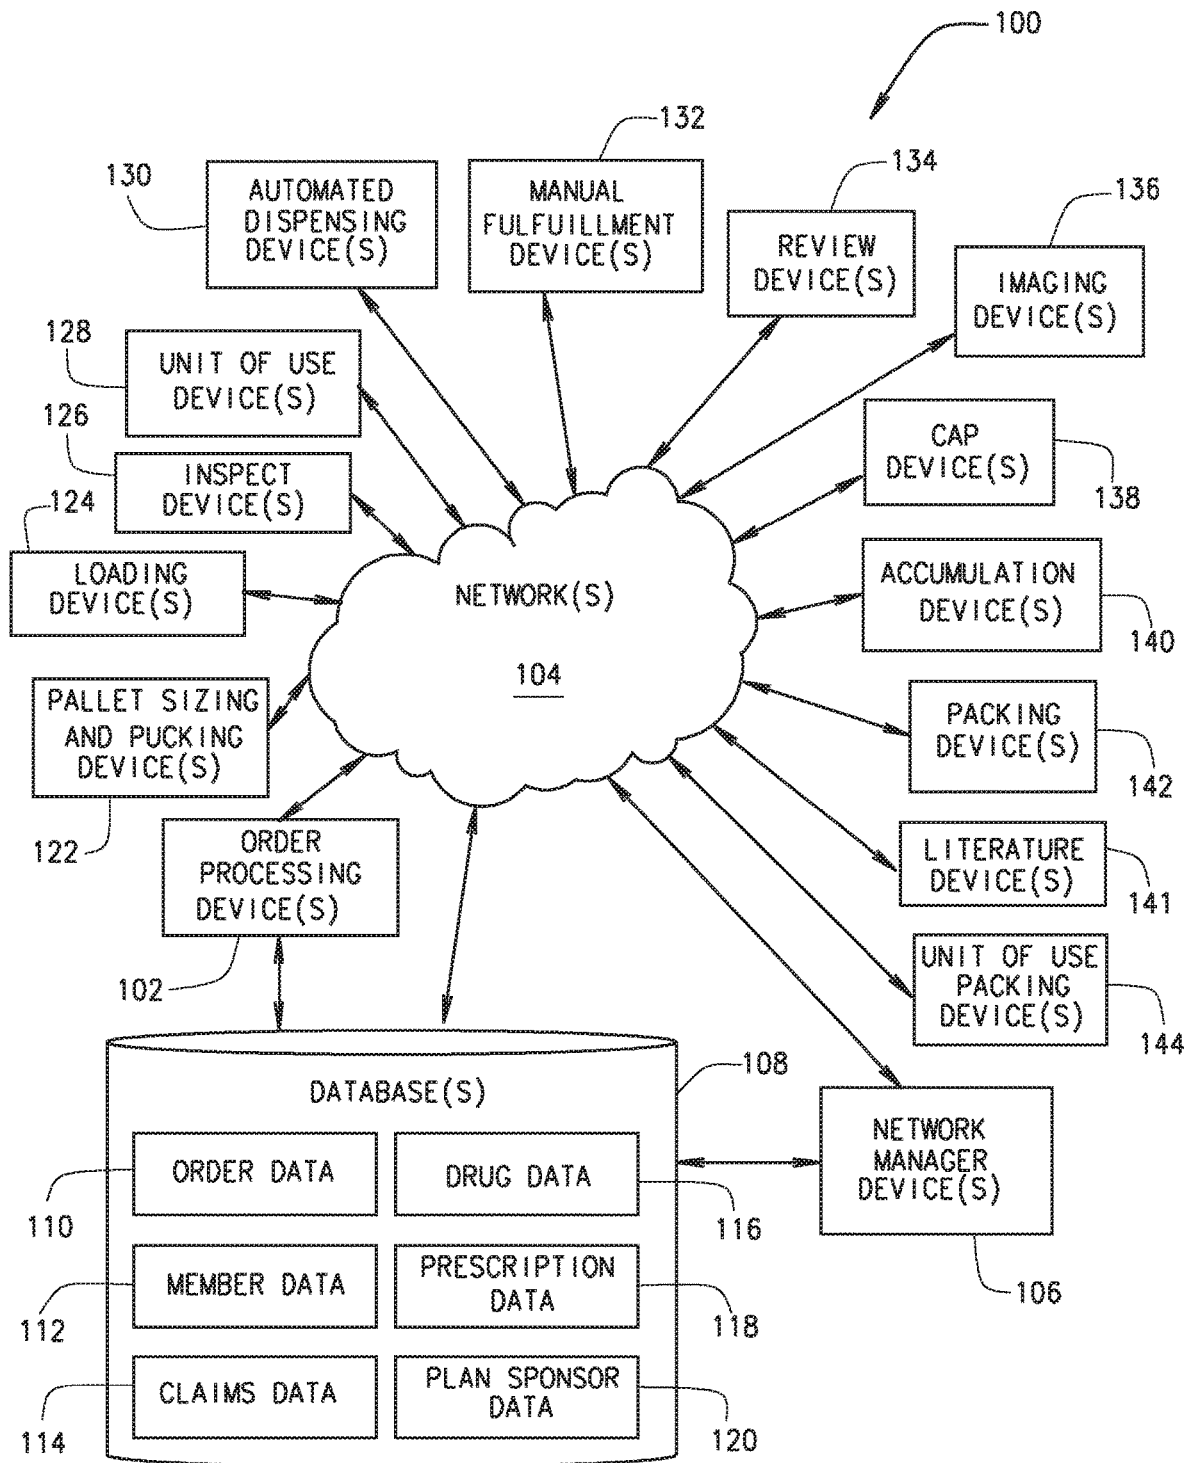 100
132
130
AUTOMATED
DISPENSING
DEVICE(S)
MANUAL
FULFUILLMENT
DEVICE(S)
134
REVIEW
DEVICE(S)
136
IMAGING
DEVICE(S)
128
UNIT OF USE
DEVICE(S)
126
INSPECT
DEVICE(S)
CAP
DEVICE(S)
138
124
LOADING
DEVICE(S)
NETWORK(S)
104
ACCUMULATION
DEVICE(S)
140
PALLET SIZING
AND PUCKING
DEVICE(S)
122
PACKING
DEVICE(S)
142
ORDER
PROCESSING
DEVICE(S)
102
LITERATURE
DEVICE(S)
141
UNIT OF USE
PACKING
DEVICE(S)
144
108
DATABASE(S)
NETWORK
MANAGER
DEVICE(S)
106
ORDER DATA
110
DRUG DATA
116
MEMBER DATA
112
PRESCRIPTION
DATA
118
CLAIMS DATA
114
PLAN SPONSOR
DATA
120